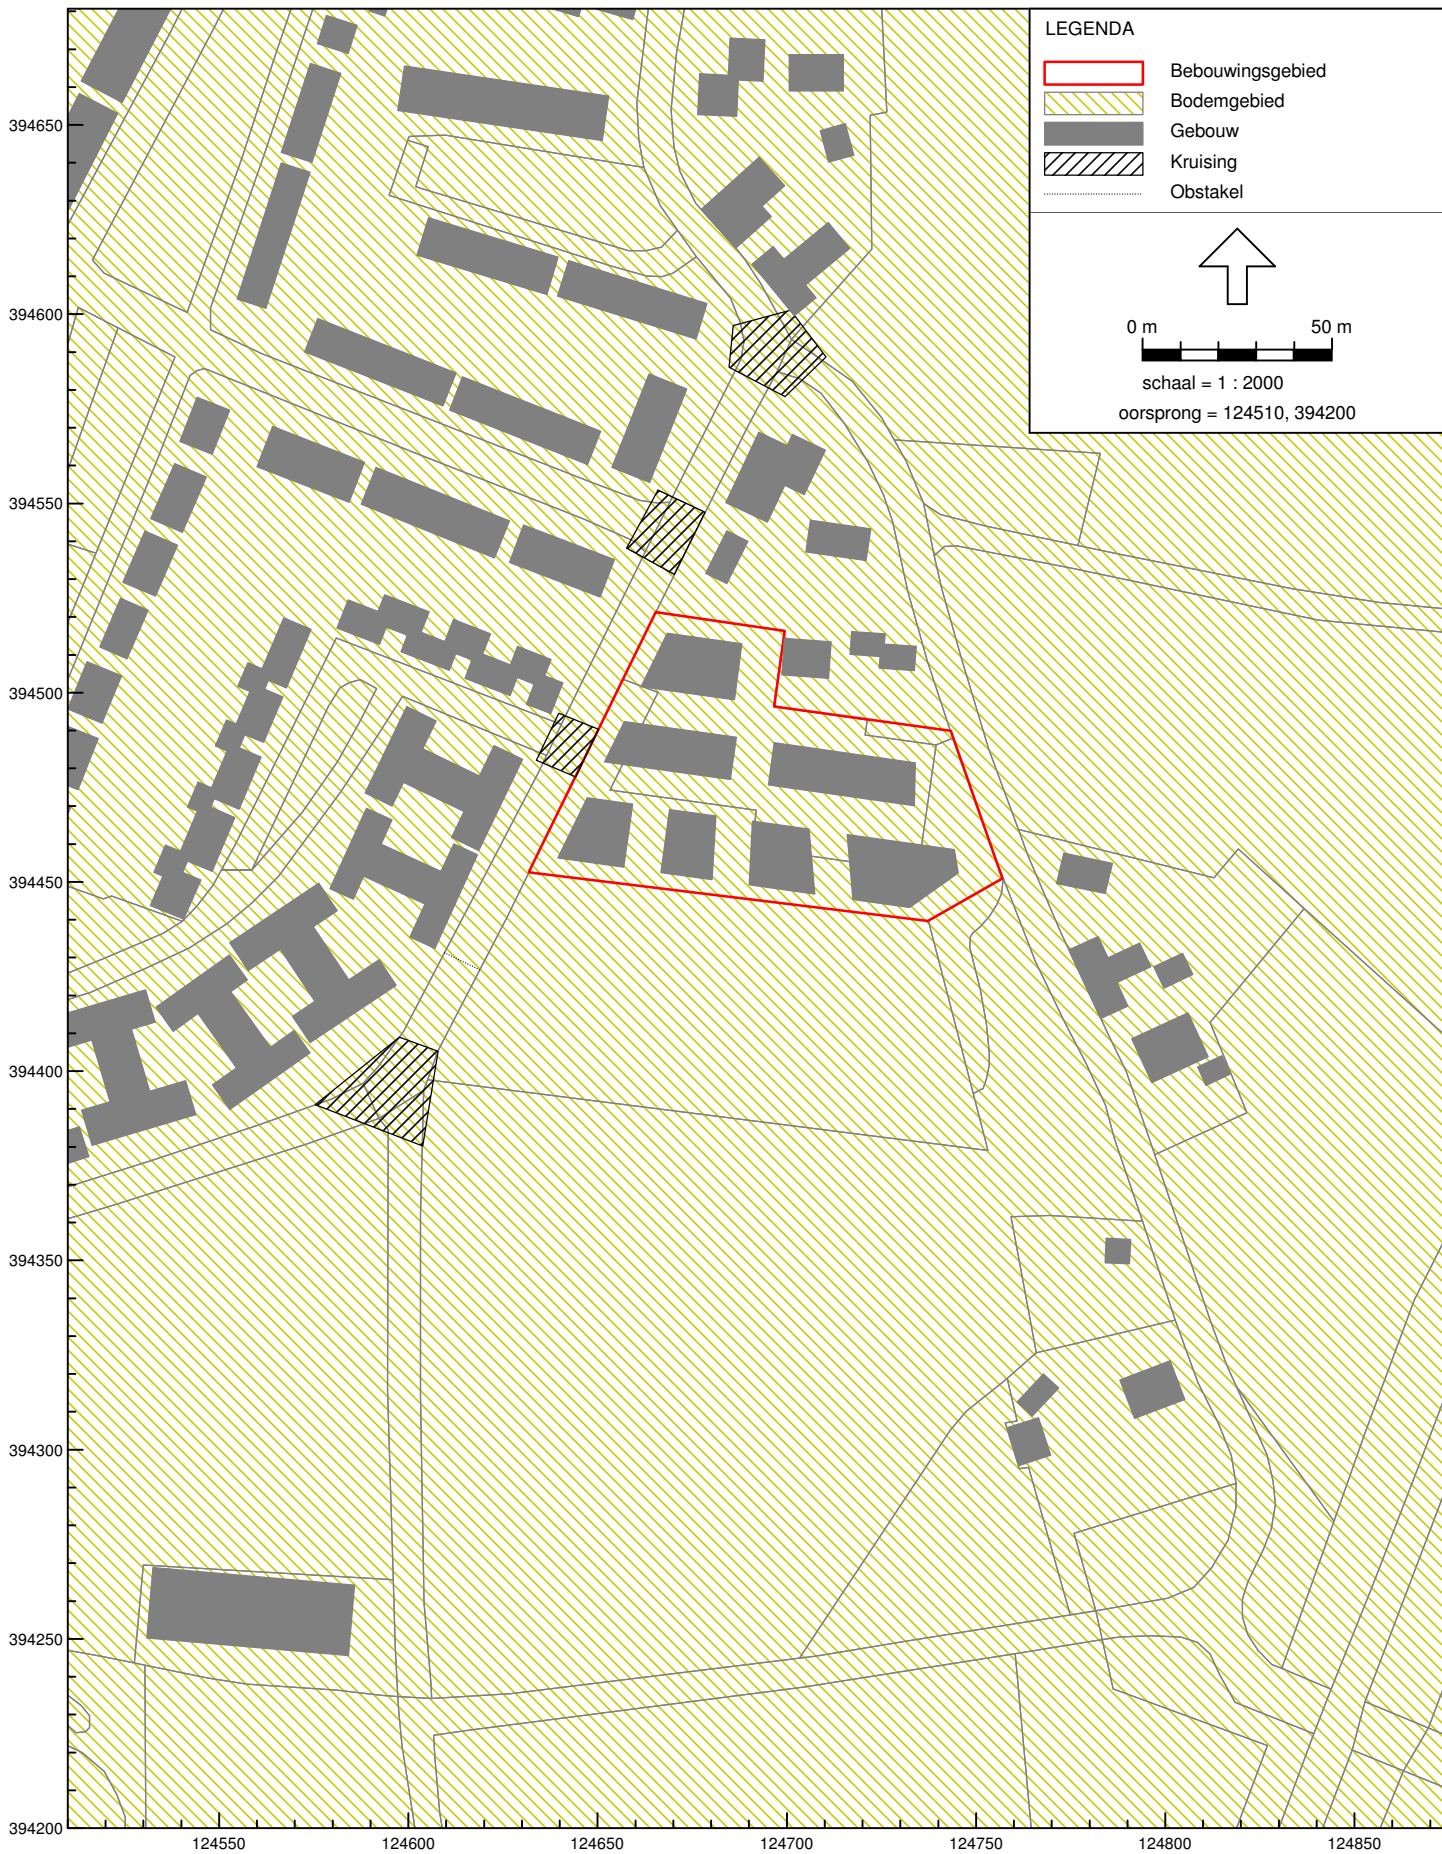 LEGENDA
Bebouwingsgebied
Bodemgebied
Gebouw
Kruising
Obstakel
0 m 50 m
schaal = 1 : 2000
oorsprong = 124510, 394200
394650
394600
394550
394500
394450
394400
394350
394300
394250
394200
124550 124600 124650 124700 124750 124800 124850